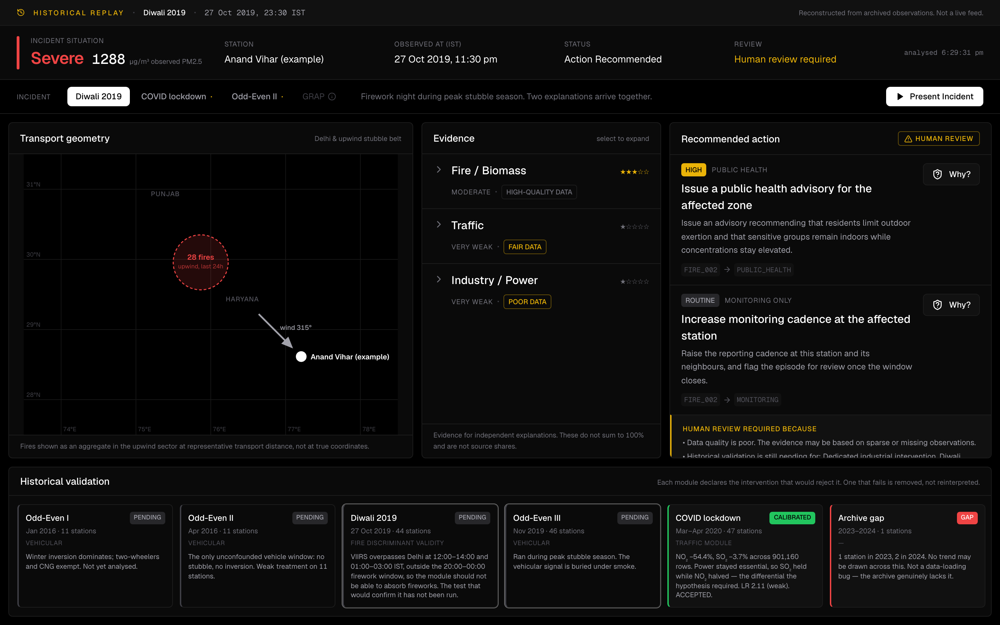 HISTORICAL REPLAY · Diwali 2019 · 27 Oct 2019, 23:30 IST
Reconstructed from archived observations. Not a live feed.
INCIDENT SITUATION
Severe 1288 µg/m³ observed PM2.5
STATION
Anand Vihar (example)
OBSERVED AT (IST)
27 Oct 2019, 11:30 pm
STATUS
Action Recommended
REVIEW
Human review required
analysed 6:29:31 pm
INCIDENT
Diwali 2019
COVID lockdown ·
Odd-Even II ·
GRAP
Firework night during peak stubble season. Two explanations arrive together.
Present Incident
Transport geometry
Delhi & upwind stubble belt
31°N
PUNJAB
30°N
28 fires
upwind, last 24h
HARYANA
29°N
wind 315°
Anand Vihar (example)
28°N
74°E
75°E
76°E
77°E
78°E
Fires shown as an aggregate in the upwind sector at representative transport distance, not at true coordinates.
Evidence
select to expand
Fire / Biomass
★★★☆☆
MODERATE · HIGH-QUALITY DATA
Traffic
★☆☆☆☆
VERY WEAK · FAIR DATA
Industry / Power
★☆☆☆☆
VERY WEAK · POOR DATA
Evidence for independent explanations. These do not sum to 100%
and are not source shares.
Recommended action
HUMAN REVIEW
HIGH PUBLIC HEALTH
Why?
Issue a public health advisory for the
affected zone
Issue an advisory recommending that residents limit outdoor
exertion and that sensitive groups remain indoors while
concentrations stay elevated.
FIRE_002 → PUBLIC_HEALTH
ROUTINE MONITORING ONLY
Why?
Increase monitoring cadence at the affected
station
Raise the reporting cadence at this station and its
neighbours, and flag the episode for review once the window
closes.
FIRE_002 → MONITORING
HUMAN REVIEW REQUIRED BECAUSE
• Data quality is poor. The evidence may be based on sparse or missing observations.
• Historical validation is still pending for: Dedicated industrial intervention, Diwali
Historical validation
Each module declares the intervention that would reject it. One that fails is removed, not reinterpreted.
Odd-Even I
PENDING
Jan 2016 · 11 stations
VEHICULAR
Winter inversion dominates; two-wheelers
and CNG exempt. Not yet analysed.
Odd-Even II
PENDING
Apr 2016 · 11 stations
VEHICULAR
The only unconfounded vehicle window: no
stubble, no inversion. Weak treatment on 11
stations.
Diwali 2019
PENDING
27 Oct 2019 · 44 stations
FIRE DISCRIMINANT VALIDITY
VIIRS overpasses Delhi at 12:00–14:00 and
01:00–03:00 IST, outside the 20:00–00:00
firework window, so the module should not
be able to absorb fireworks. The test that
would confirm it has not been run.
Odd-Even III
PENDING
Nov 2019 · 46 stations
VEHICULAR
Ran during peak stubble season. The
vehicular signal is buried under smoke.
COVID lockdown
CALIBRATED
Mar–Apr 2020 · 47 stations
TRAFFIC MODULE
NO₂ −54.4%, SO₂ −3.7% across 901,160
rows. Power stayed essential, so SO₂ held
while NO₂ halved — the differential the
hypothesis required. LR 2.11 (weak).
ACCEPTED.
Archive gap
GAP
2023–2024 · 1 stations
—
1 station in 2023, 2 in 2024. No trend may
be drawn across this. Not a data-loading
bug — the archive genuinely lacks it.